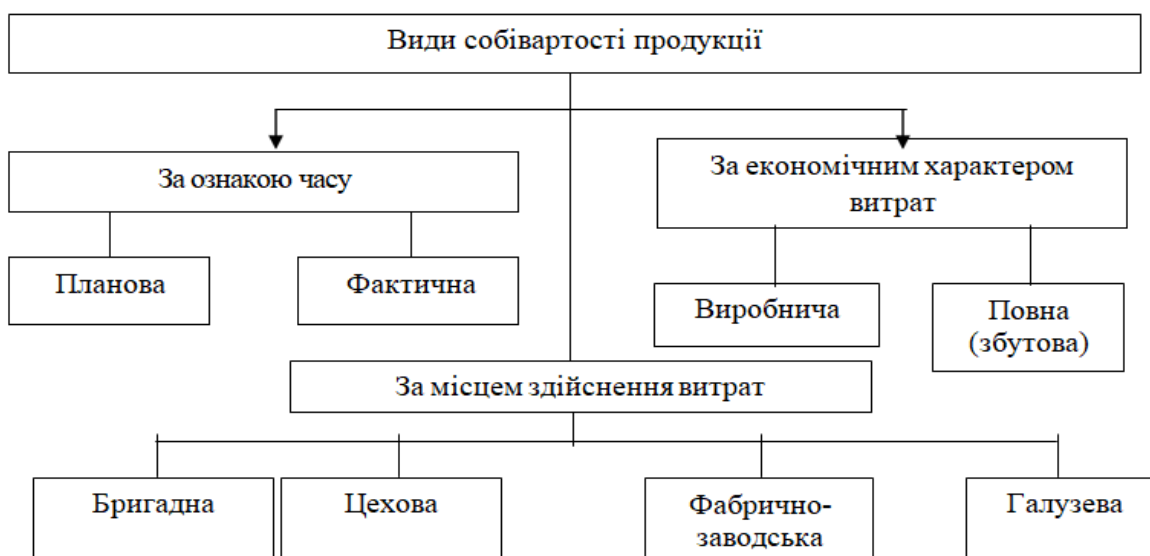 Види собівартості продукції
За ознакою часу
За економічним характером
витрат
Планова
Фактична
Виробнича
Повна
(збутова)
За місцем здійснення витрат
Бригадна
Цехова
Фабрично-
заводська
Галузева